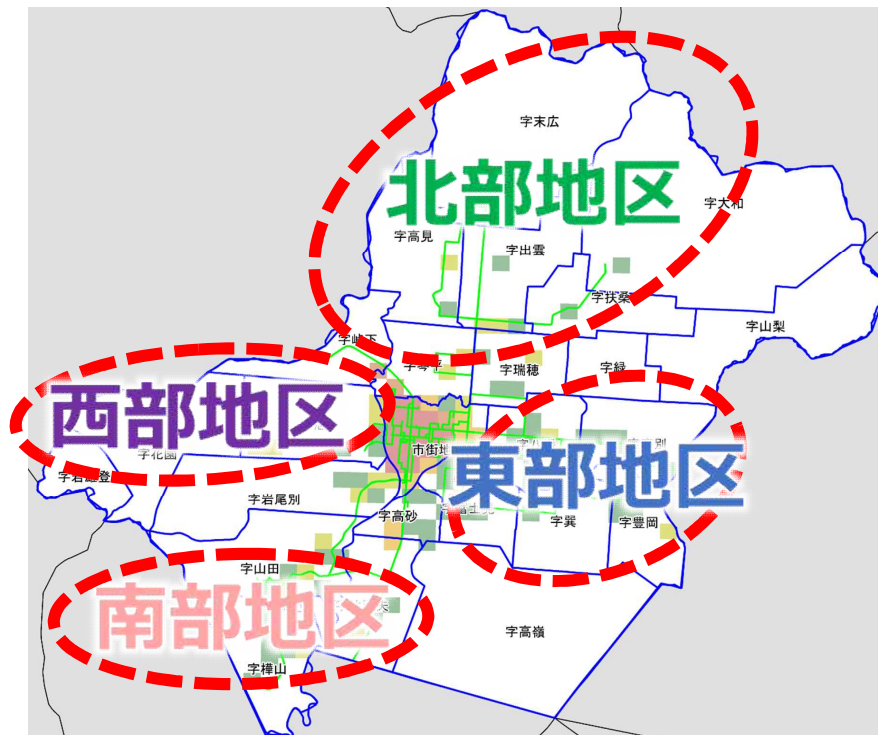 字末広
北部地区
字大和
字高見
字出雲
字扶桑
字山梨
字瑞穂
字緑
西部地区
市街地
東部地区
字岩尾別
字高砂
字巽
字豊岡
字山田
南部地区
字高嶺
字樺山